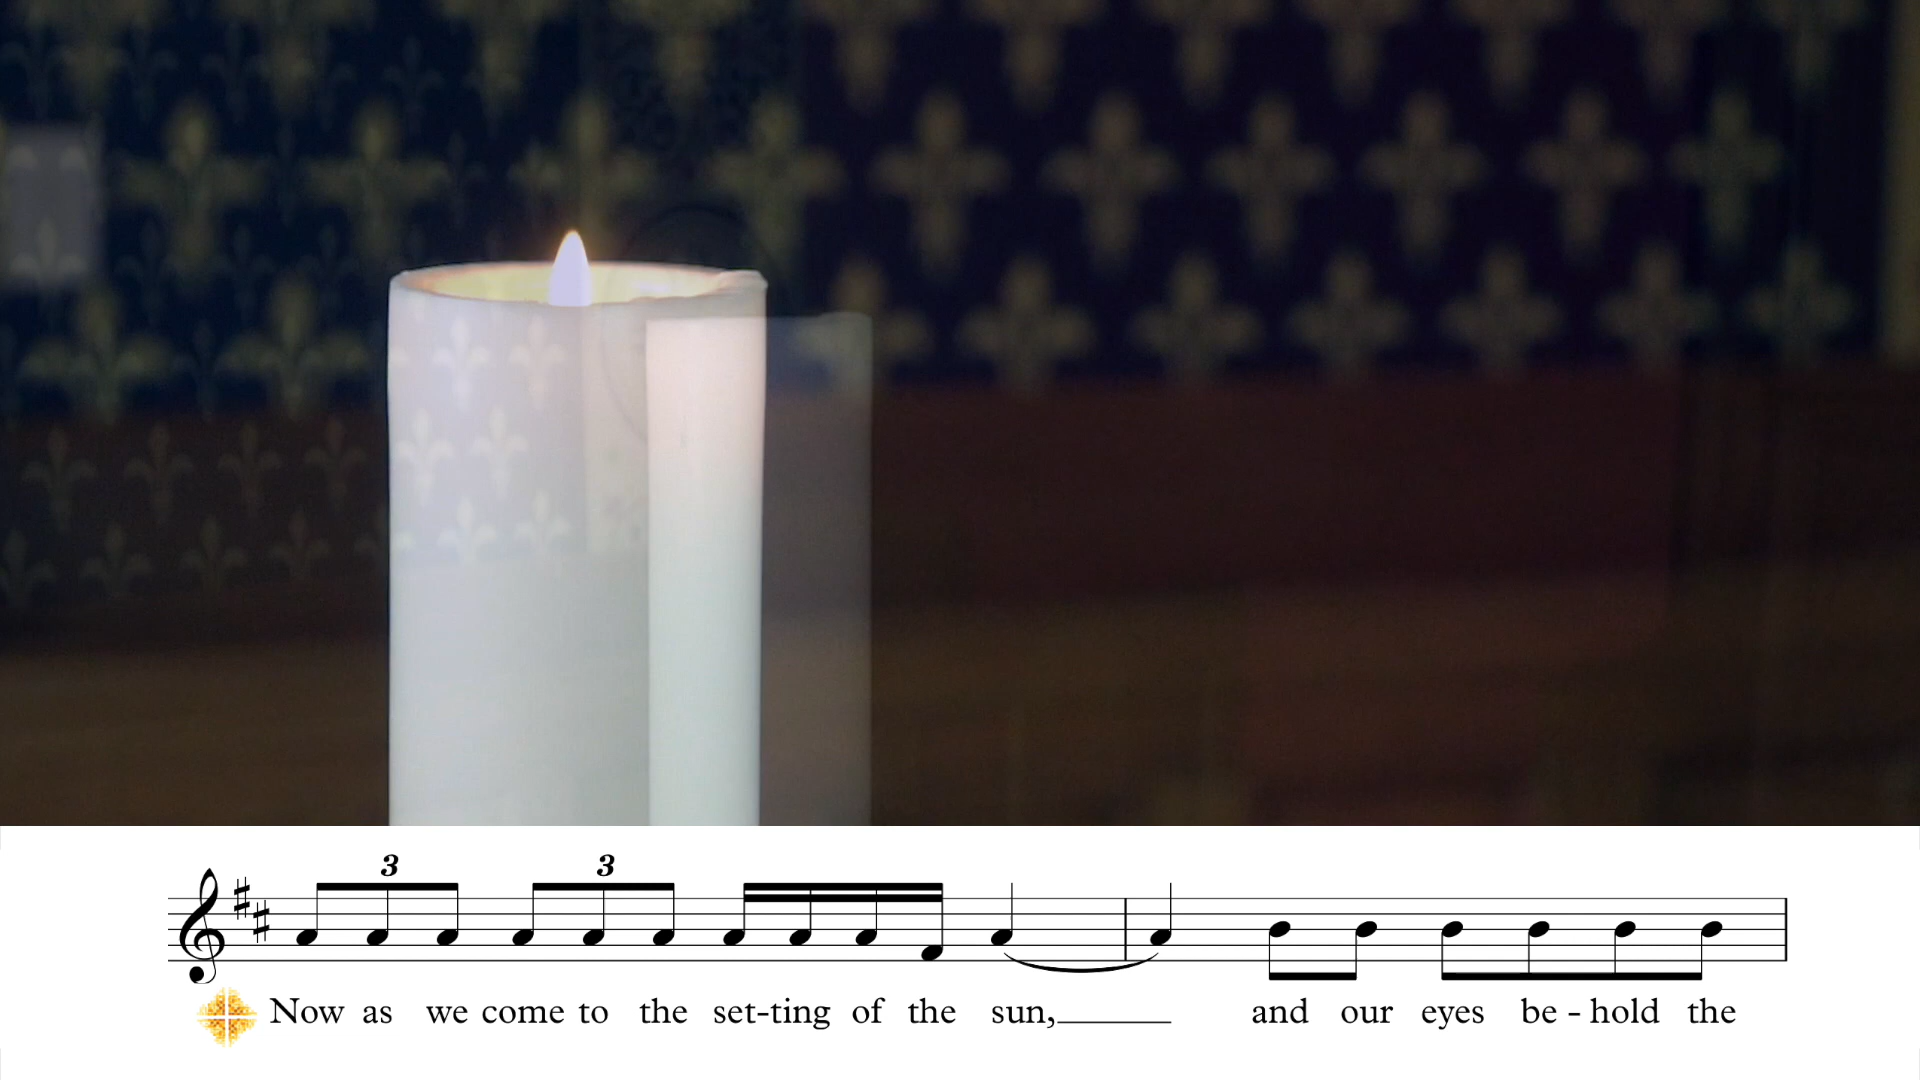 3 3
Now as we come to the set-ting of the sun,____ and our eyes be - hold the